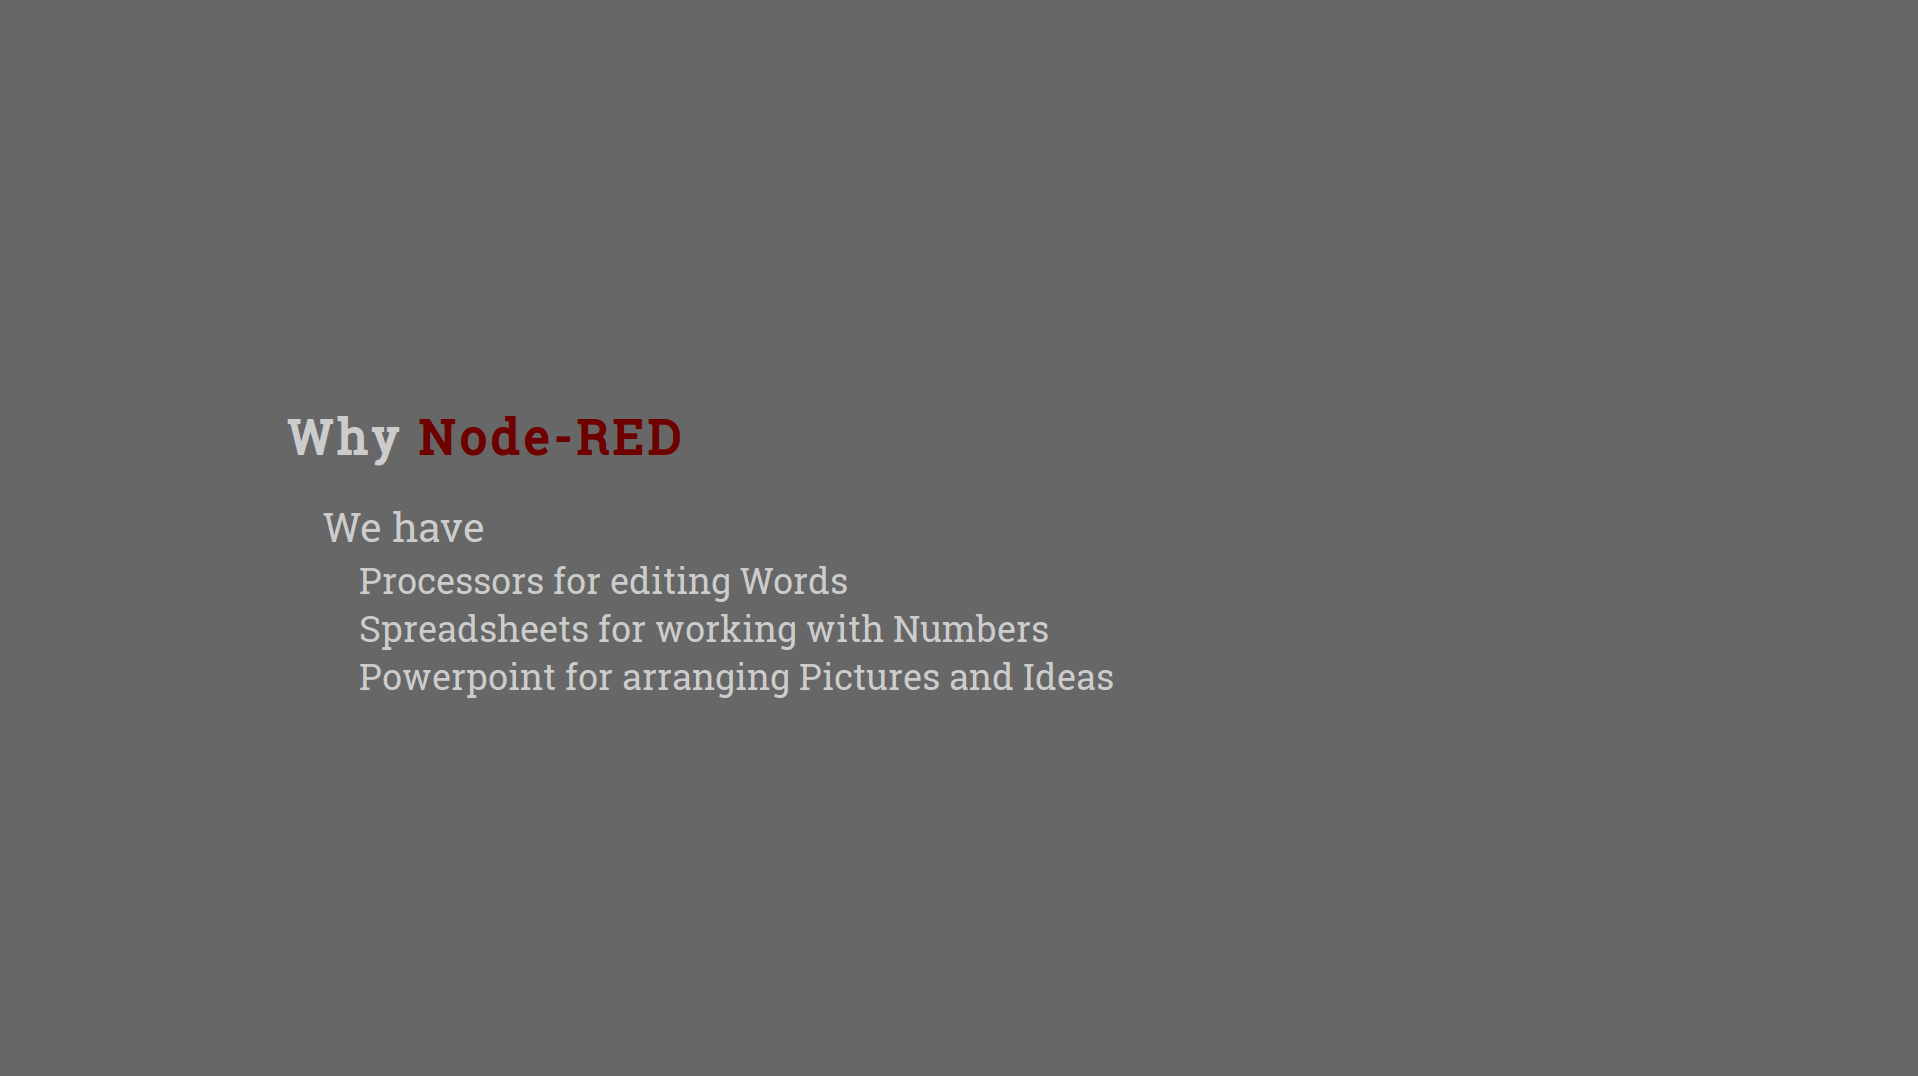 Why Node-RED
We have
Processors for editing Words
Spreadsheets for working with Numbers
Powerpoint for arranging Pictures and Ideas